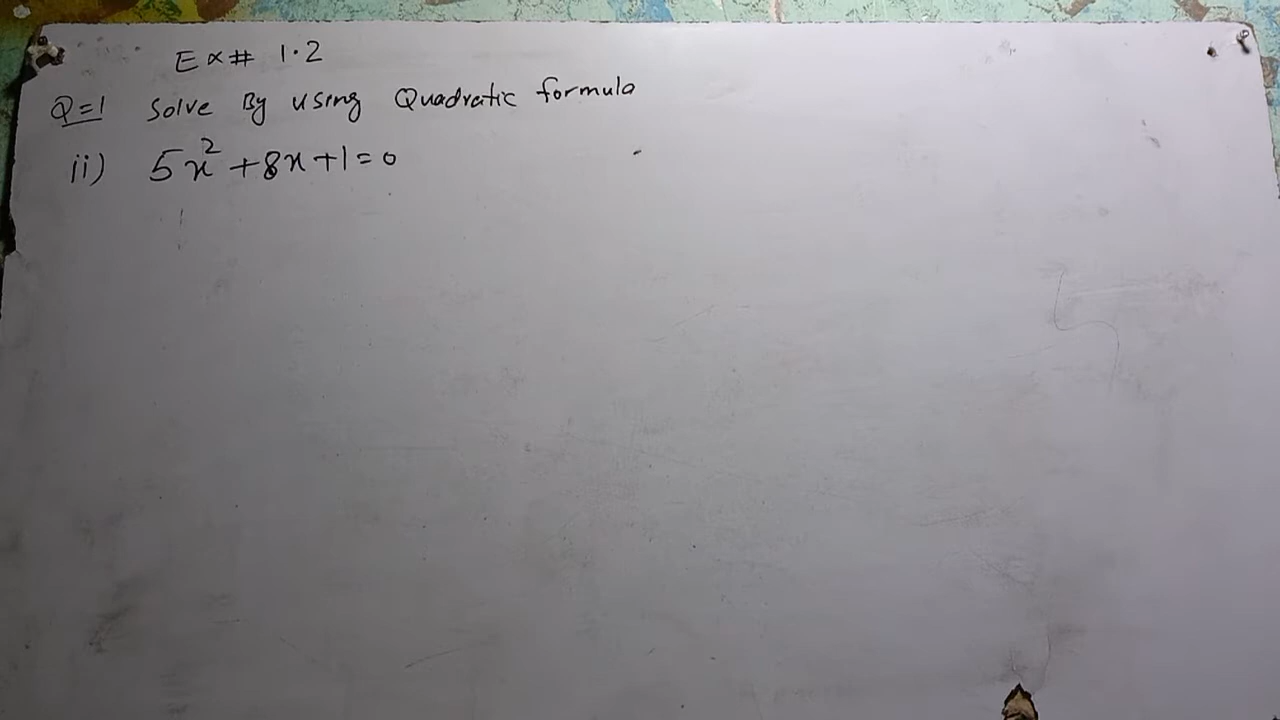 Ex# 1.2
Q=1 Solve By using Quadratic formula
ii) 5x²+8x+1=0